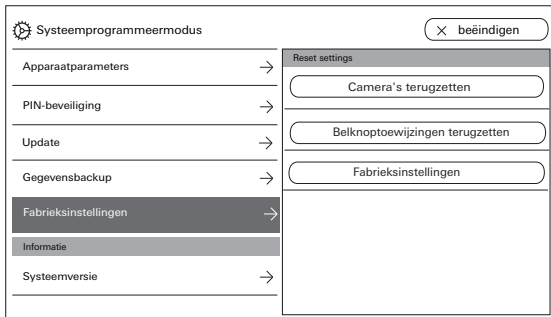 Systeemprogrammeermodus
× beëindigen
Apparaatparameters
PIN-beveiliging
Update
Gegevensbackup
Fabrieksinstellingen
Informatie
Systeemversie
Reset settings
Camera's terugzetten
Belknoptoewijzingen terugzetten
Fabrieksinstellingen